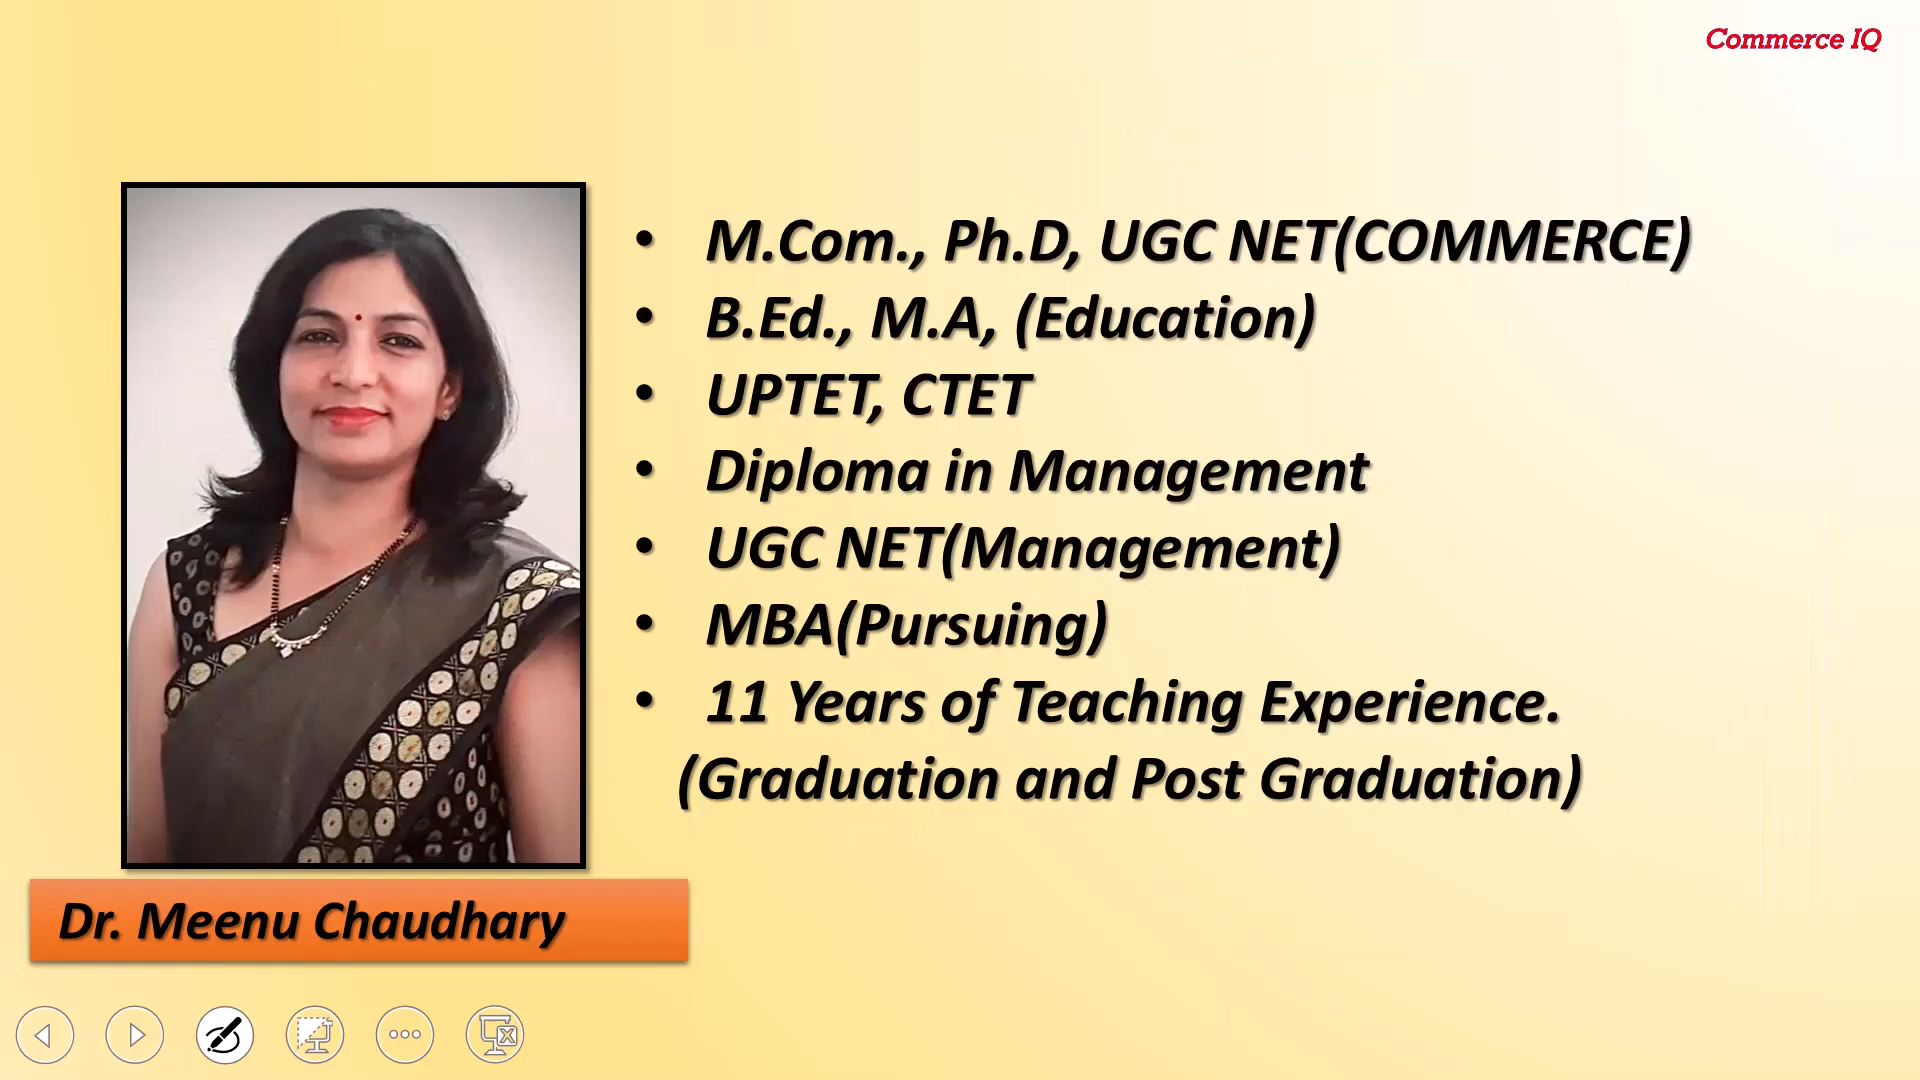 Commerce IQ
• M.Com., Ph.D, UGC NET(COMMERCE)
• B.Ed., M.A, (Education)
• UPTET, CTET
• Diploma in Management
• UGC NET(Management)
• MBA(Pursuing)
• 11 Years of Teaching Experience.
(Graduation and Post Graduation)
Dr. Meenu Chaudhary